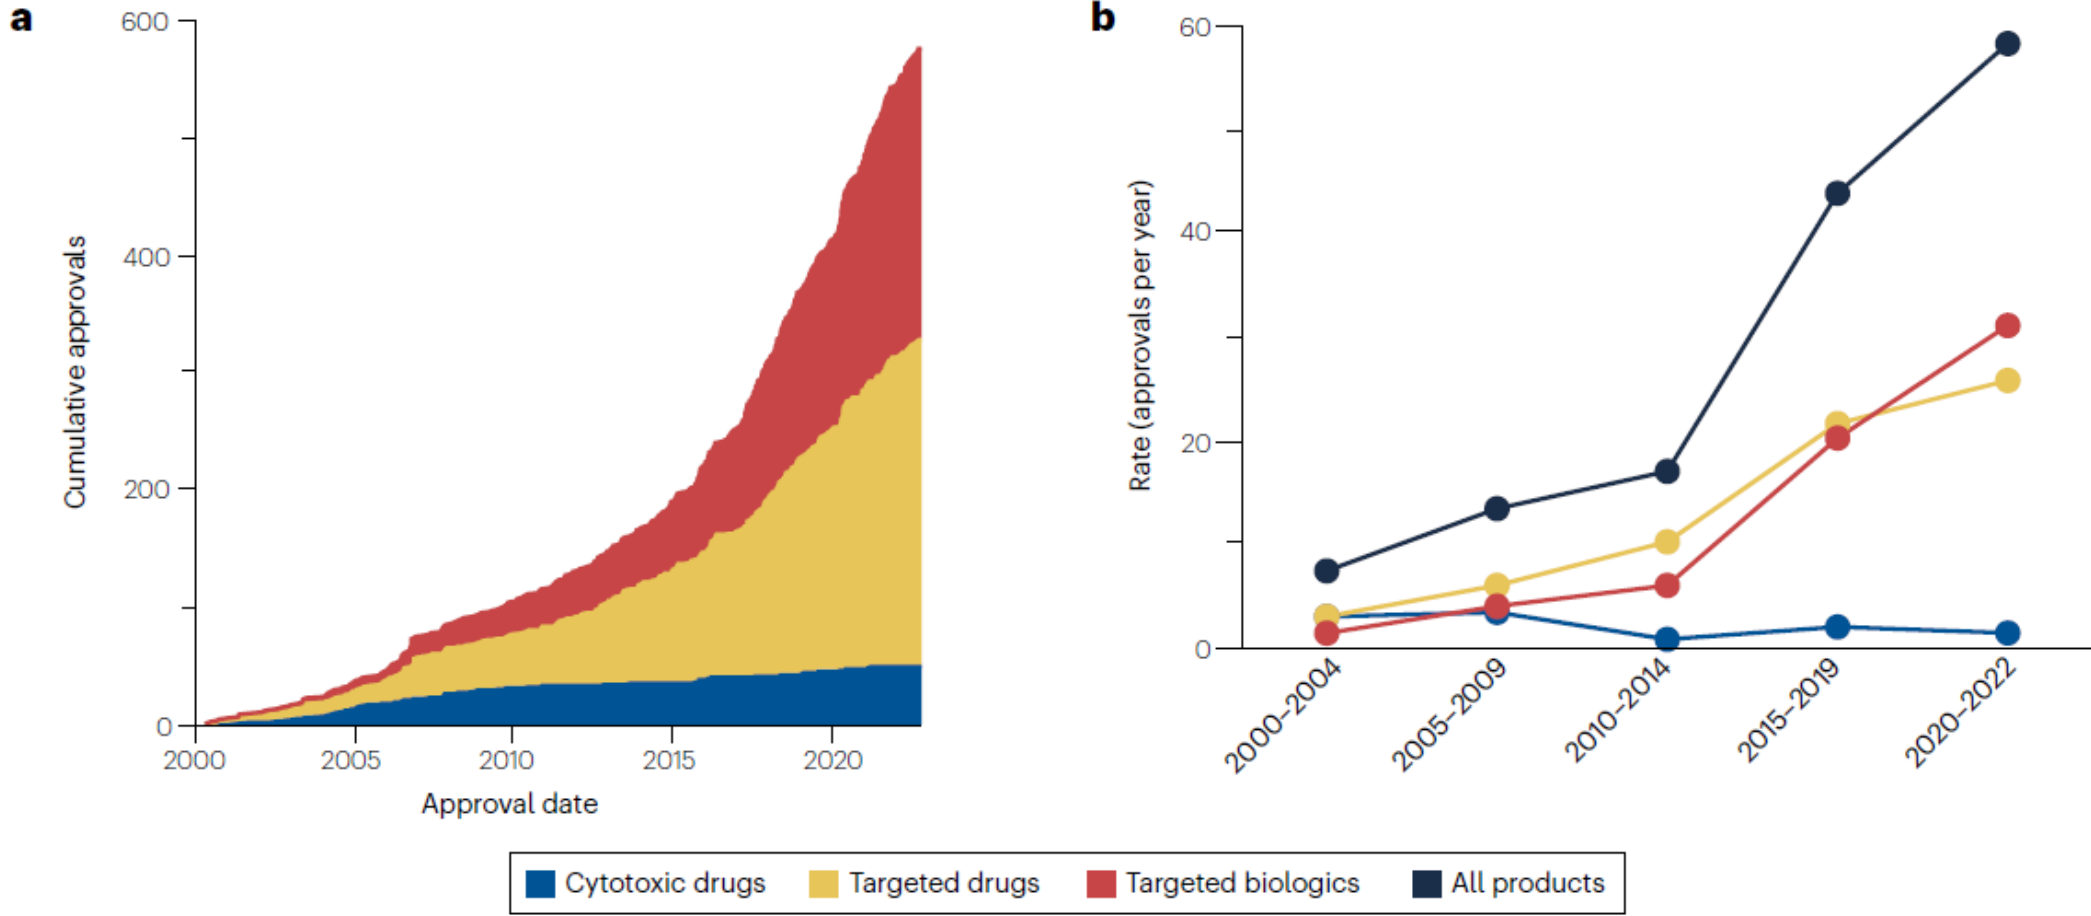 a
600
400
200
0
Cumulative approvals
2000 2005 2010 2015 2020
Approval date
b
60
40
20
0
Rate (approvals per year)
2000–2004 2005–2009 2010–2014 2015–2019 2020–2022
Cytotoxic drugs Targeted drugs Targeted biologics All products